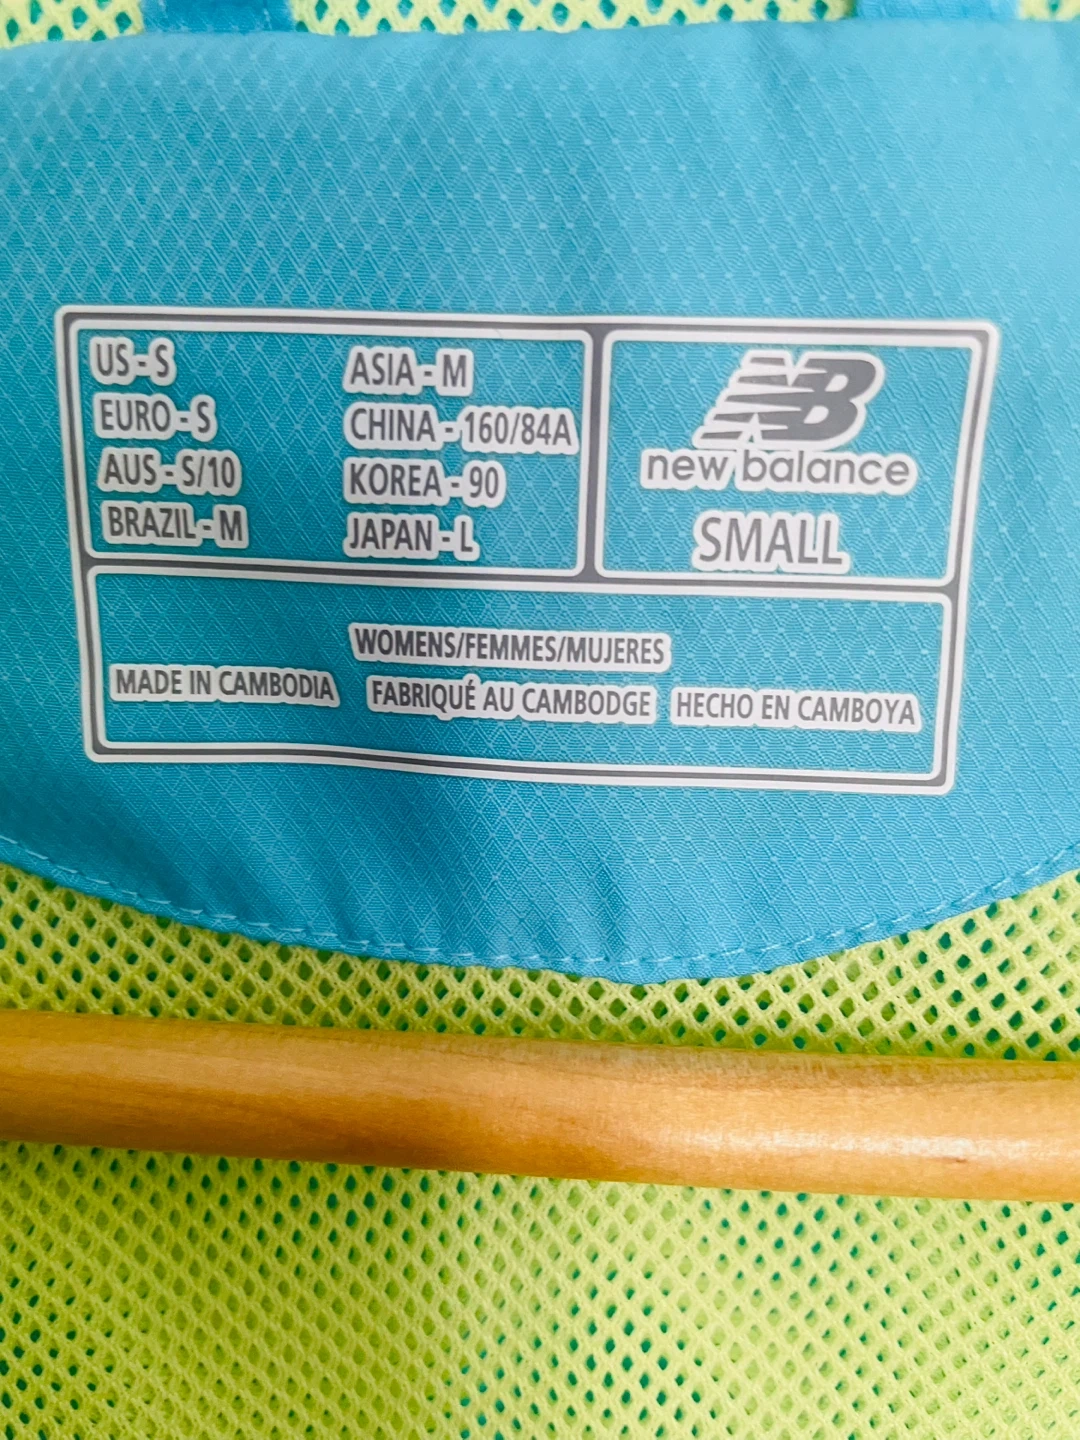 US - S
EURO - S
AUS - S/10
BRAZIL - M
ASIA - M
CHINA - 160/84A
KOREA - 90
JAPAN - L
NB
new balance
SMALL
WOMENS/FEMMES/MUJERES
MADE IN CAMBODIA FABRIQUÉ AU CAMBODGE HECHO EN CAMBOYA